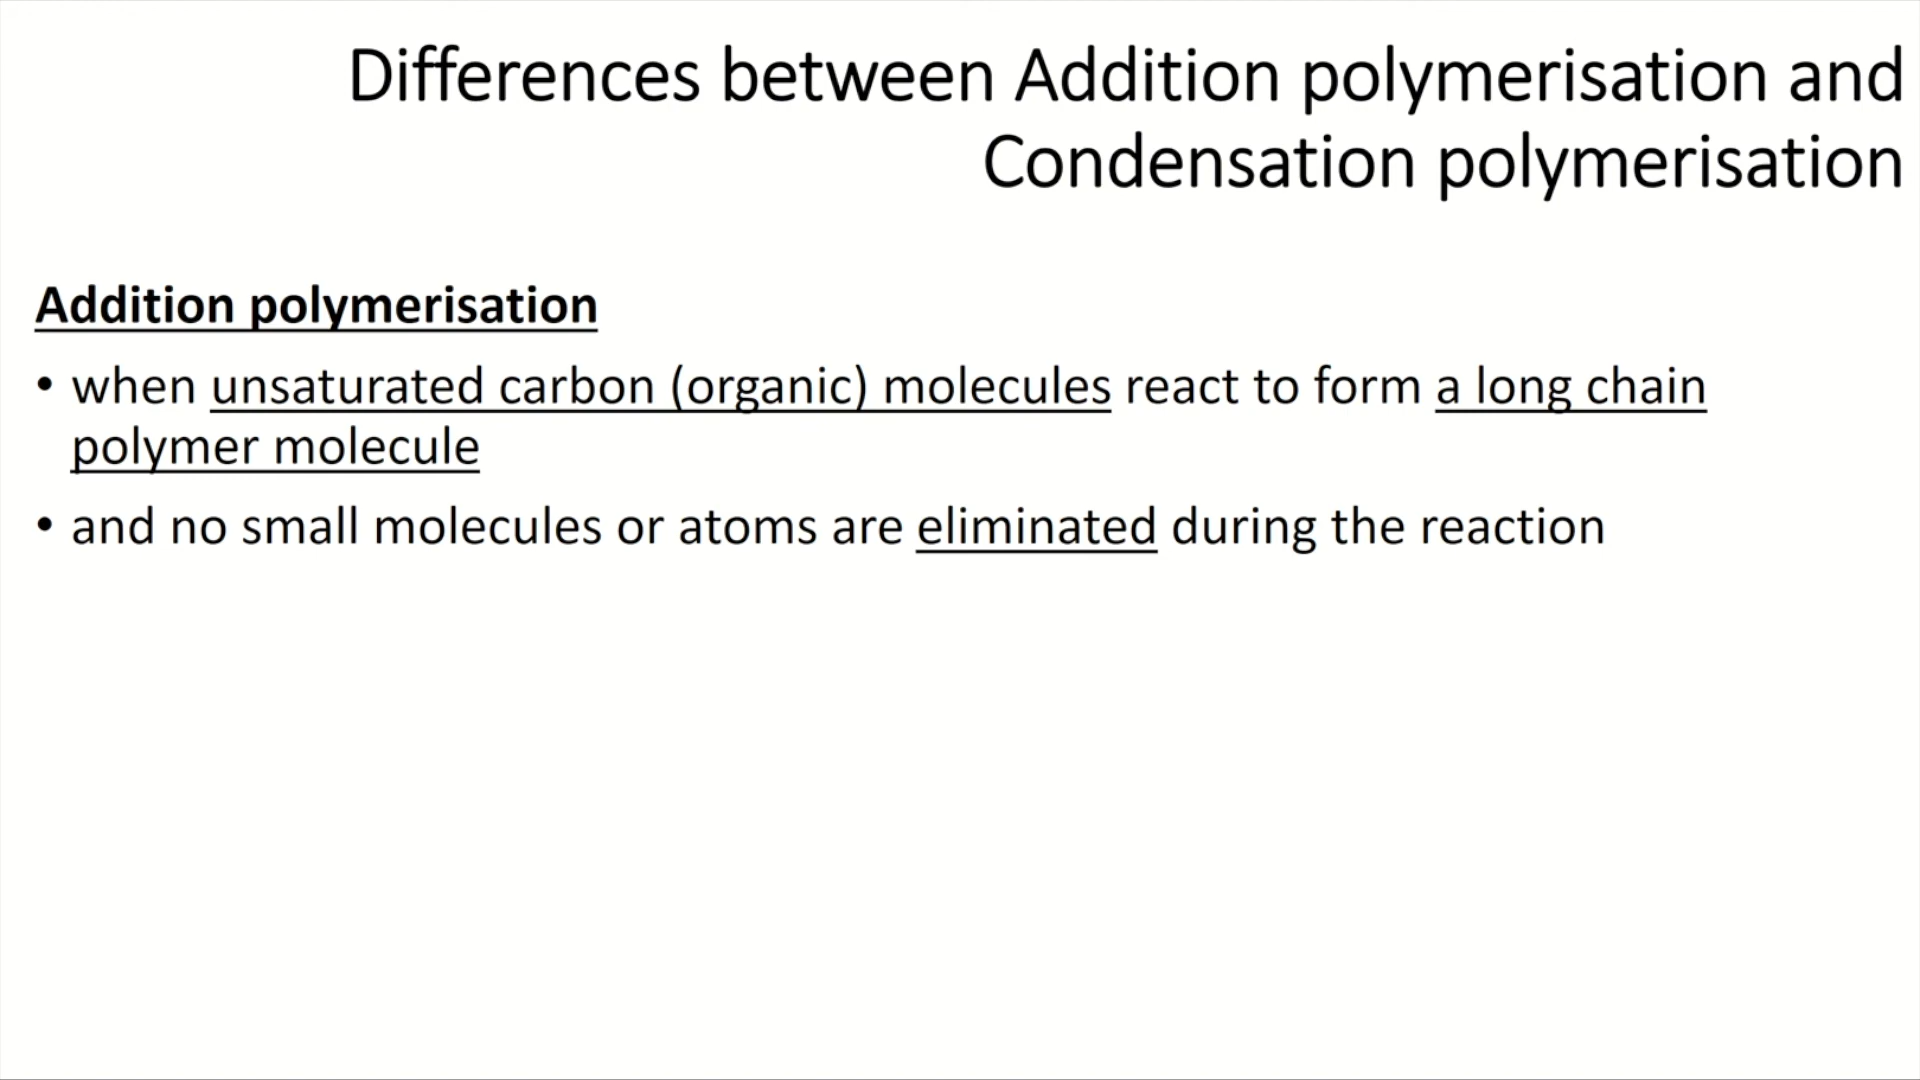 Differences between Addition polymerisation and
Condensation polymerisation
Addition polymerisation
• when unsaturated carbon (organic) molecules react to form a long chain
polymer molecule
• and no small molecules or atoms are eliminated during the reaction